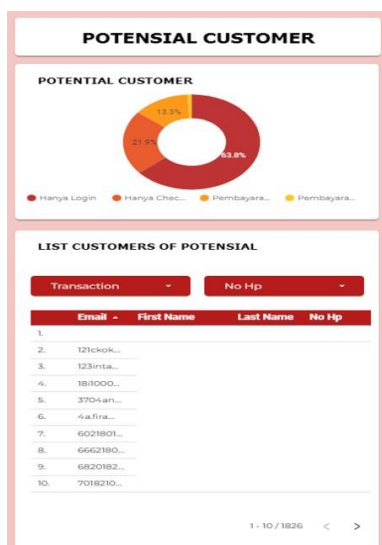 POTENSIAL CUSTOMER
POTENTIAL CUSTOMER
13.3%
21.9%
63.8%
Hanya Login Hanya Chec... Pembayara... Pembayara...
LIST CUSTOMERS OF POTENSIAL
Transaction No Hp
Email First Name Last Name No Hp
1.
2. 121ckok...
3. 123inta...
4. 18i1000...
5. 3704an...
6. 4a.fira...
7. 6021801...
8. 6662180...
9. 6820182...
10. 7018210...
1 - 10 / 1826 < >